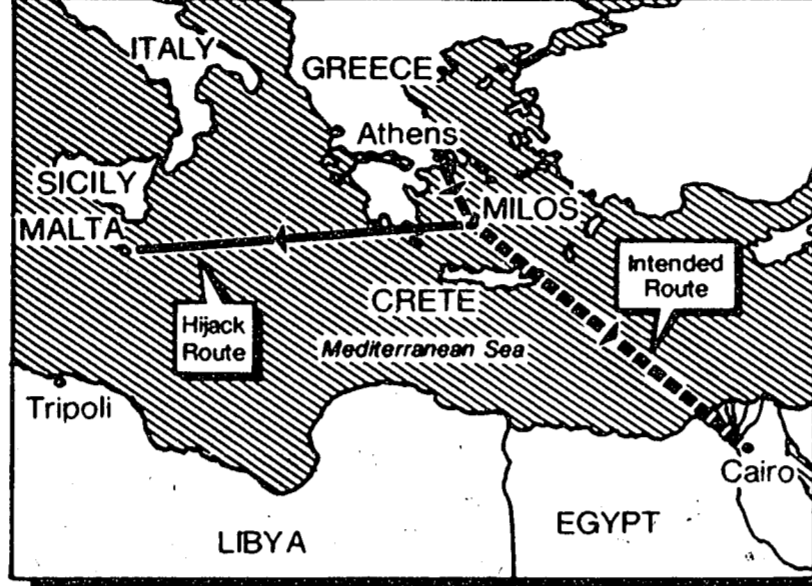 ITALY
GREECE
Athens
SICILY
MALTA
MILOS
Intended
Route
CRETE
Hijack
Route
Mediterranean Sea
Tripoli
Cairo
EGYPT
LIBYA